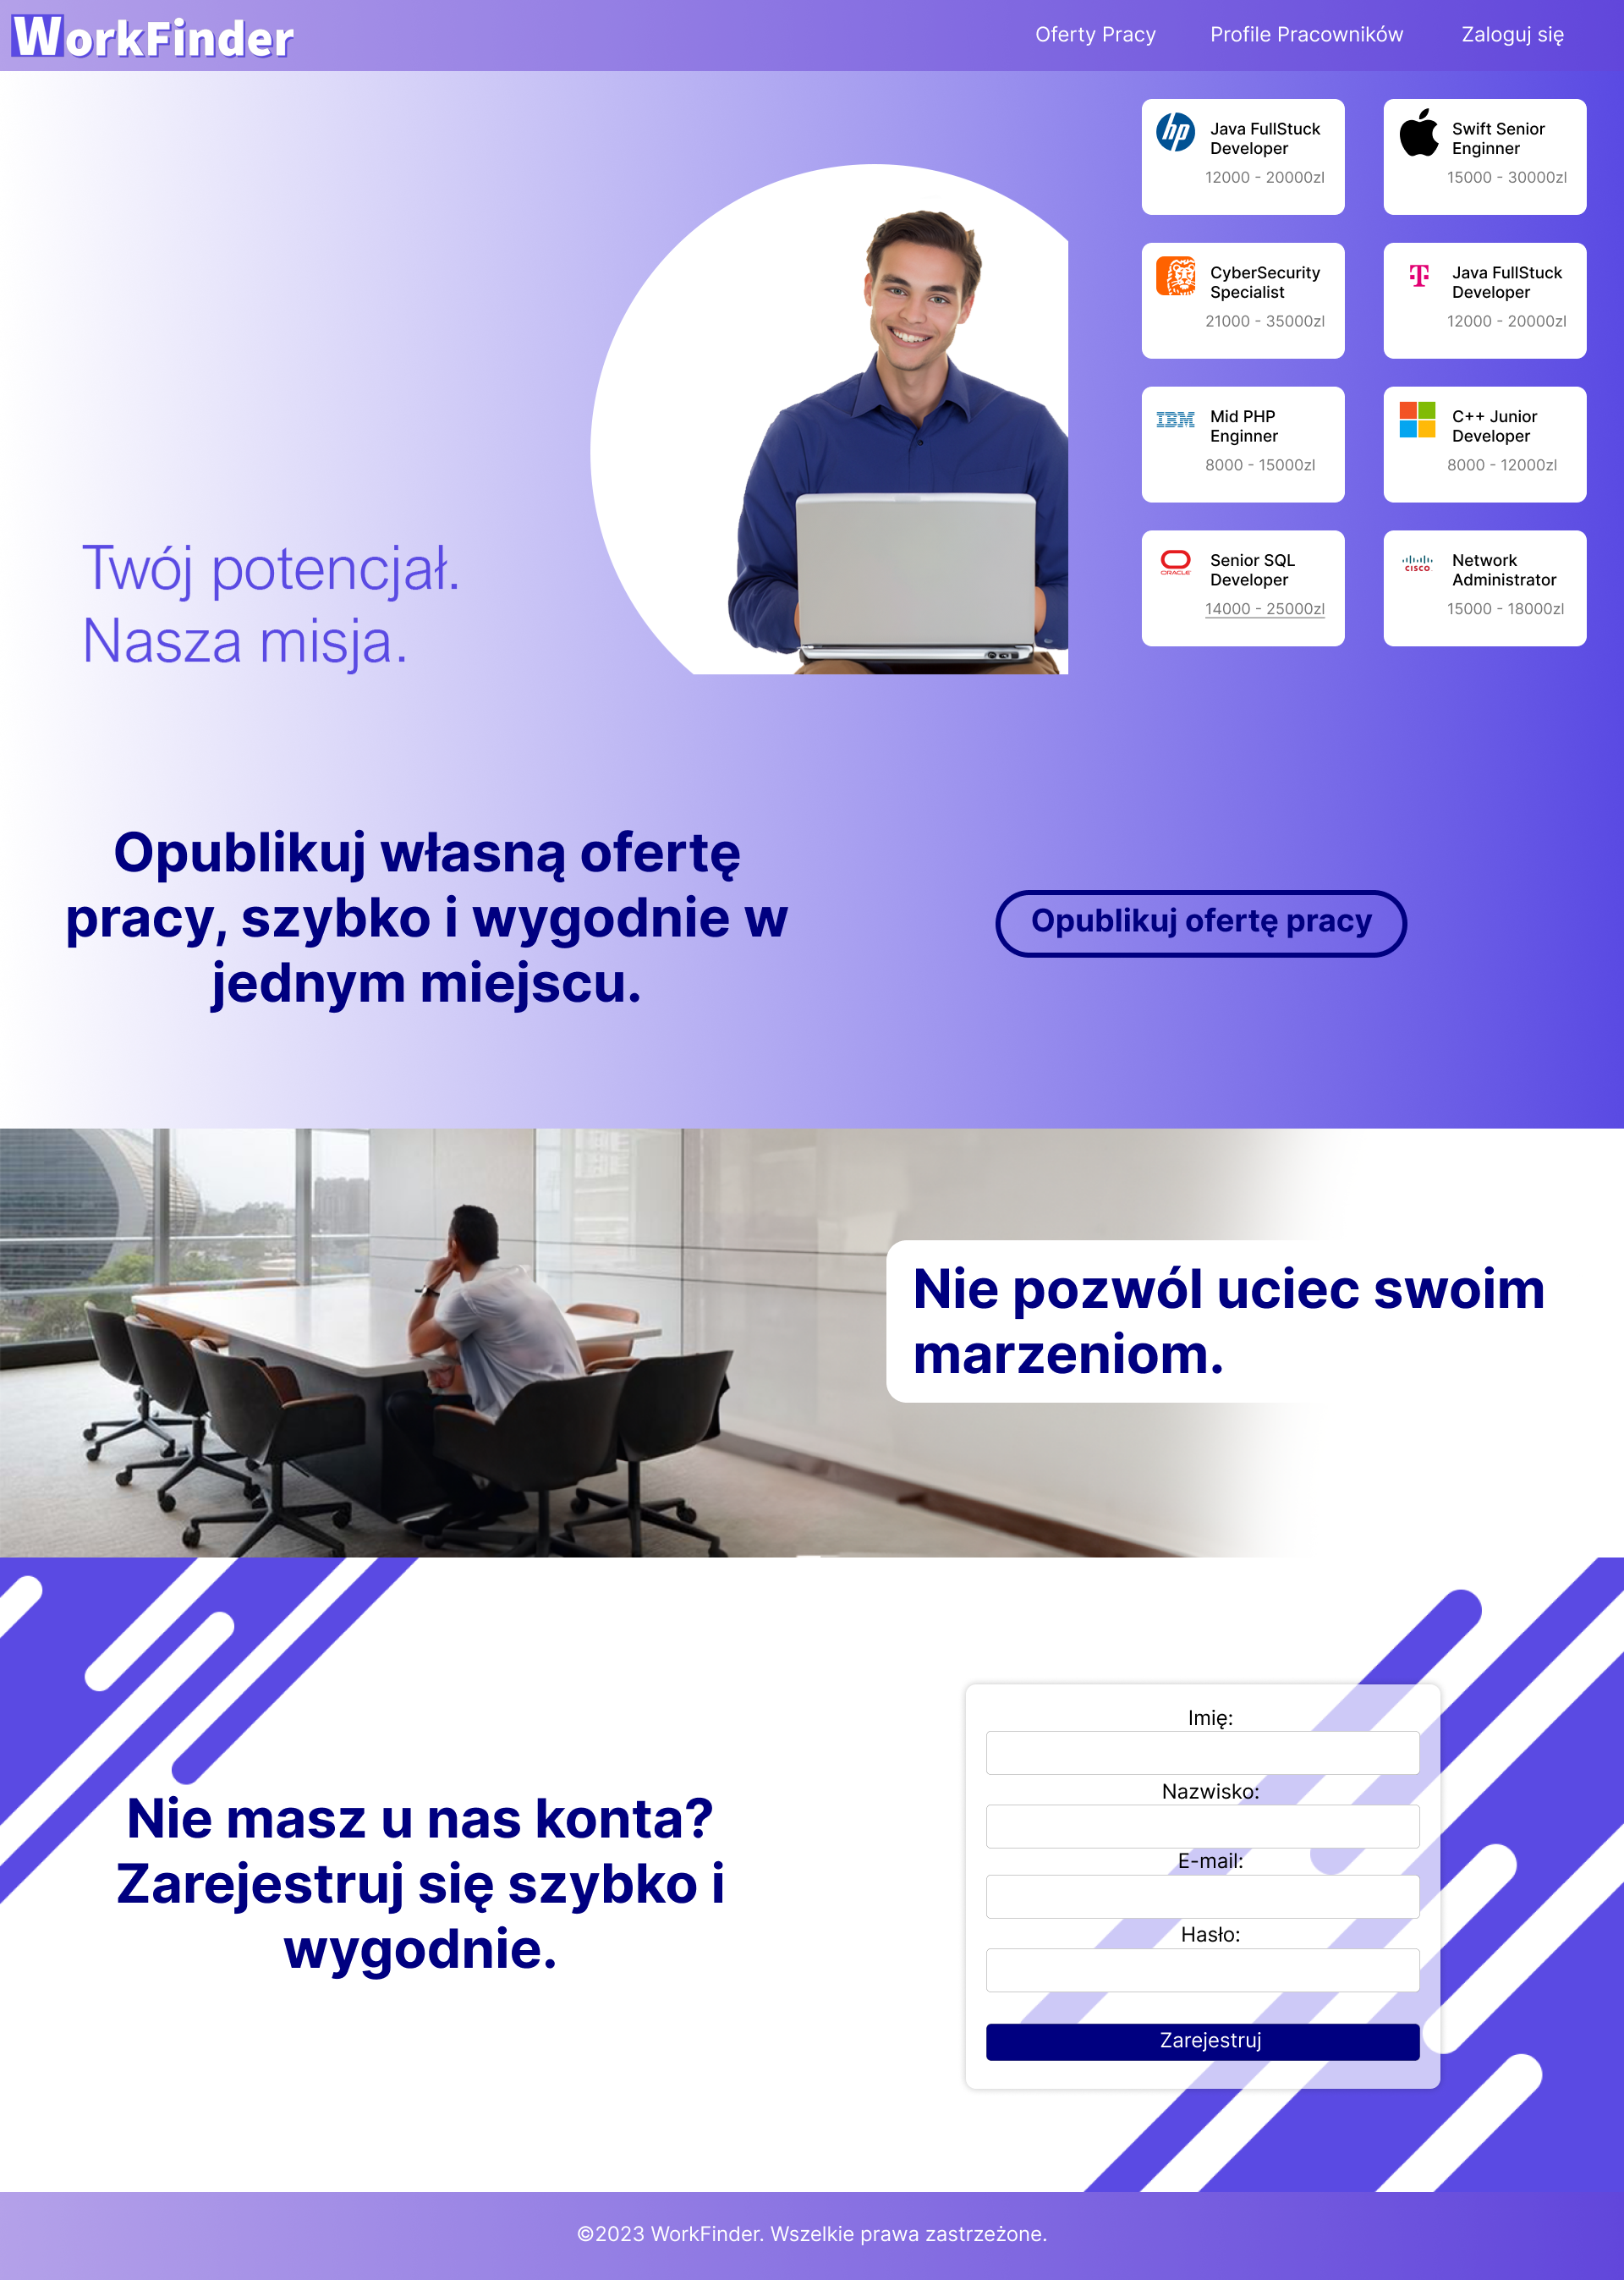 WorkFinder
Oferty Pracy
Profile Pracowników
Zaloguj się
hp
Java FullStuck
Developer
12000 - 20000zl
Swift Senior
Enginner
15000 - 30000zl
CyberSecurity
Specialist
21000 - 35000zl
T
Java FullStuck
Developer
12000 - 20000zl
IBM
Mid PHP
Enginner
8000 - 15000zl
C++ Junior
Developer
8000 - 12000zl
ORACLE
Senior SQL
Developer
14000 - 25000zl
CISCO
Network
Administrator
15000 - 18000zl
Twój potencjał.
Nasza misja.
Opublikuj własną ofertę
pracy, szybko i wygodnie w
jednym miejscu.
Opublikuj ofertę pracy
Nie pozwól uciec swoim
marzeniom.
Nie masz u nas konta?
Zarejestruj się szybko i
wygodnie.
Imię:
Nazwisko:
E-mail:
Hasło:
Zarejestruj
©2023 WorkFinder. Wszelkie prawa zastrzeżone.